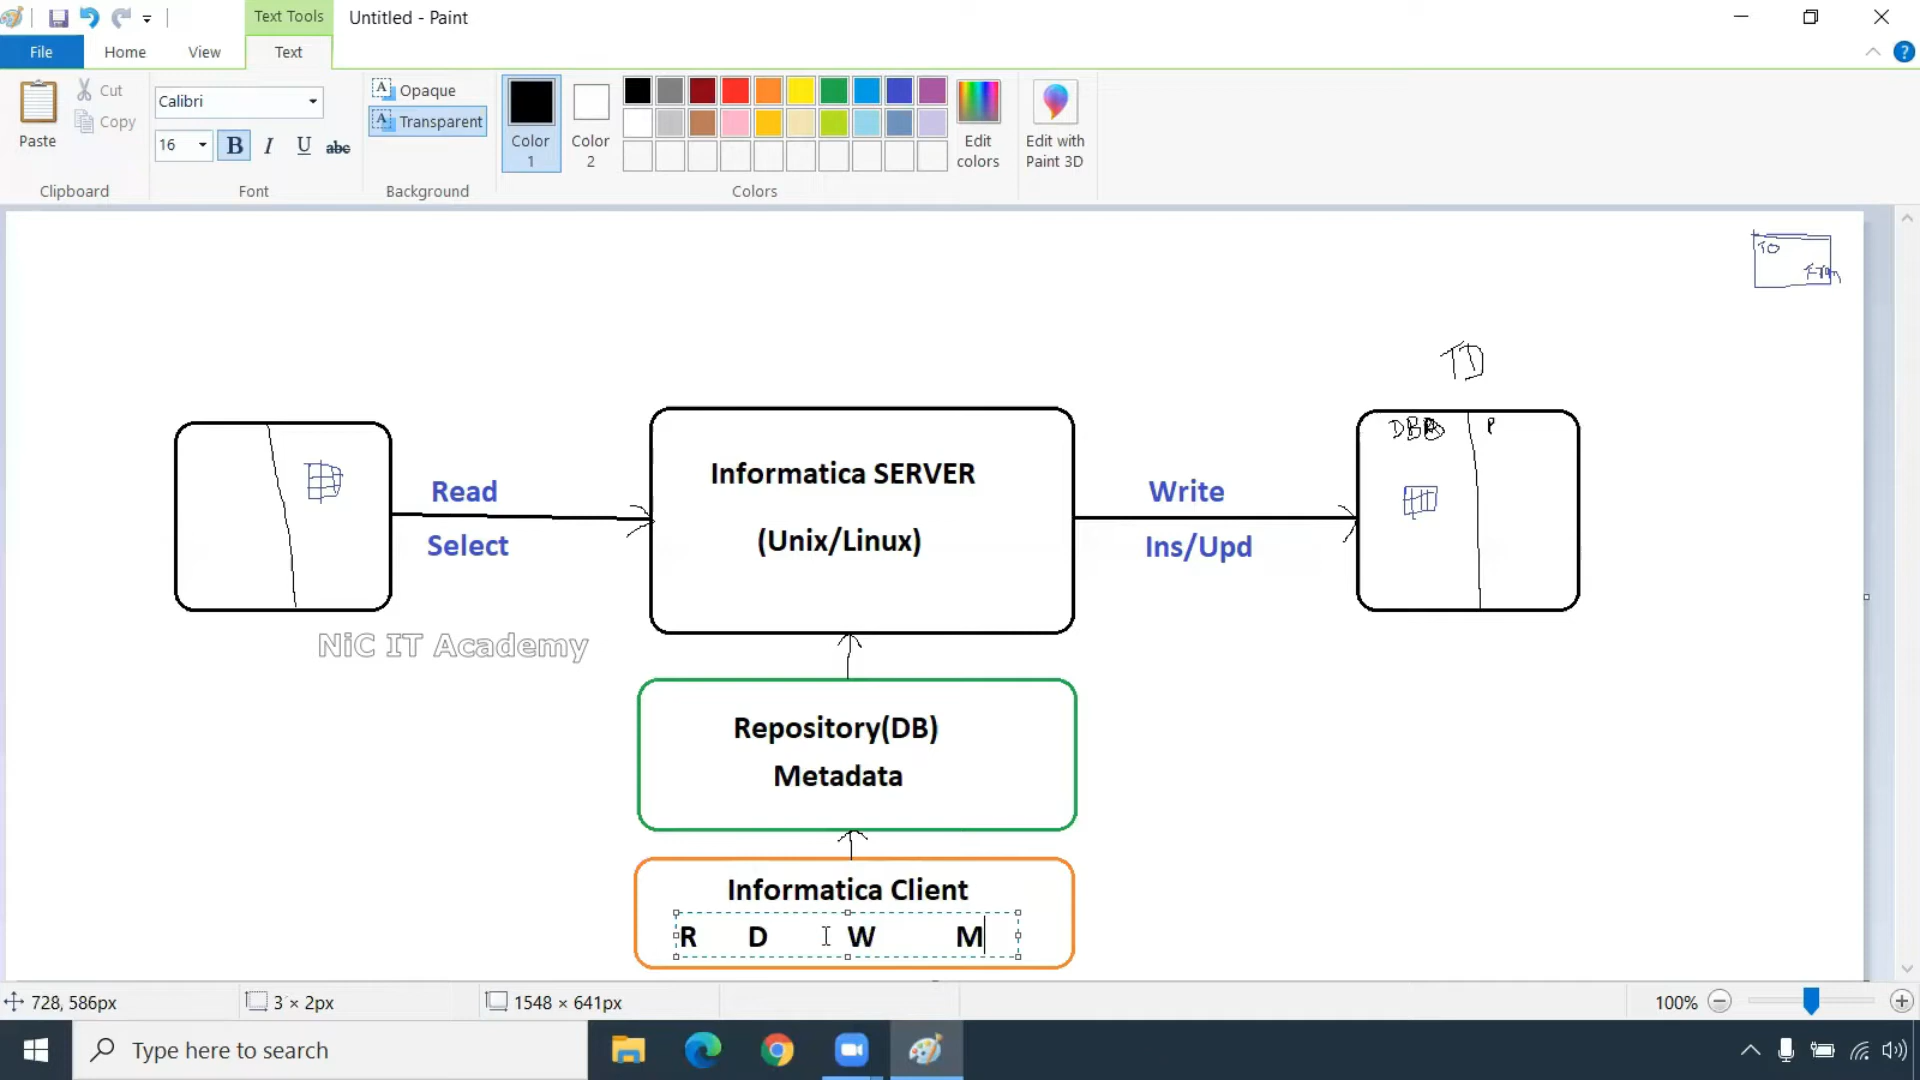 Text Tools
Untitled - Paint
File
Home
View
Text
Paste
Cut
Copy
Clipboard
Calibri
16
B
I
U
abc
Font
A
Opaque
A
Transparent
Background
Color
1
Color
2
Colors
Edit
colors
Edit with
Paint 3D
TO
From
TD
DBA
P
Informatica SERVER
Read
Write
Select
(Unix/Linux)
Ins/Upd
NiC IT Academy
Repository(DB)
Metadata
Informatica Client
R D W M
728, 586px
3 × 2px
1548 × 641px
100%
Type here to search